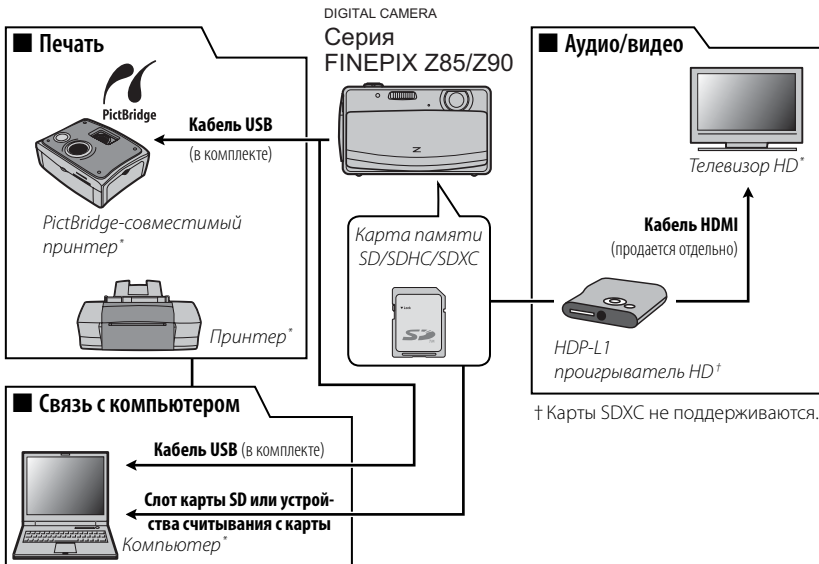 DIGITAL CAMERA
Серия
FINEPIX Z85/Z90
■ Печать
PictBridge
Кабель USB
(в комплекте)
PictBridge-совместимый
принтер*
Принтер*
Карта памяти
SD/SDHC/SDXC
SD
■ Аудио/видео
Телевизор HD*
Кабель HDMI
(продается отдельно)
HDP-L1
проигрыватель HD†
† Карты SDXC не поддерживаются.
■ Связь с компьютером
Кабель USB (в комплекте)
Слот карты SD или устрой-
ства считывания с карты
Компьютер*